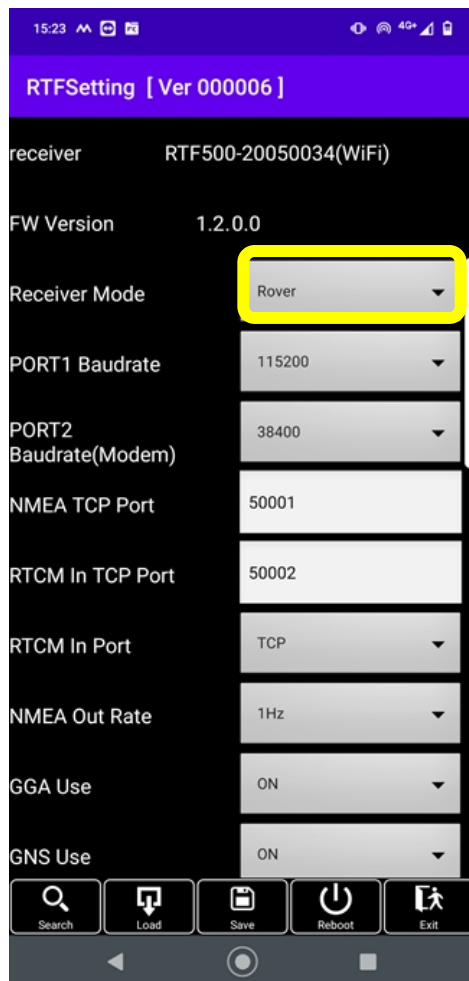 15:23 4G+
RTFSetting [ Ver 000006 ]
receiver RTF500-20050034(WiFi)
FW Version 1.2.0.0
Receiver Mode Rover
PORT1 Baudrate 115200
PORT2
Baudrate(Modem) 38400
NMEA TCP Port 50001
RTCM In TCP Port 50002
RTCM In Port TCP
NMEA Out Rate 1Hz
GGA Use ON
GNS Use ON
Search Load Save Reboot Exit